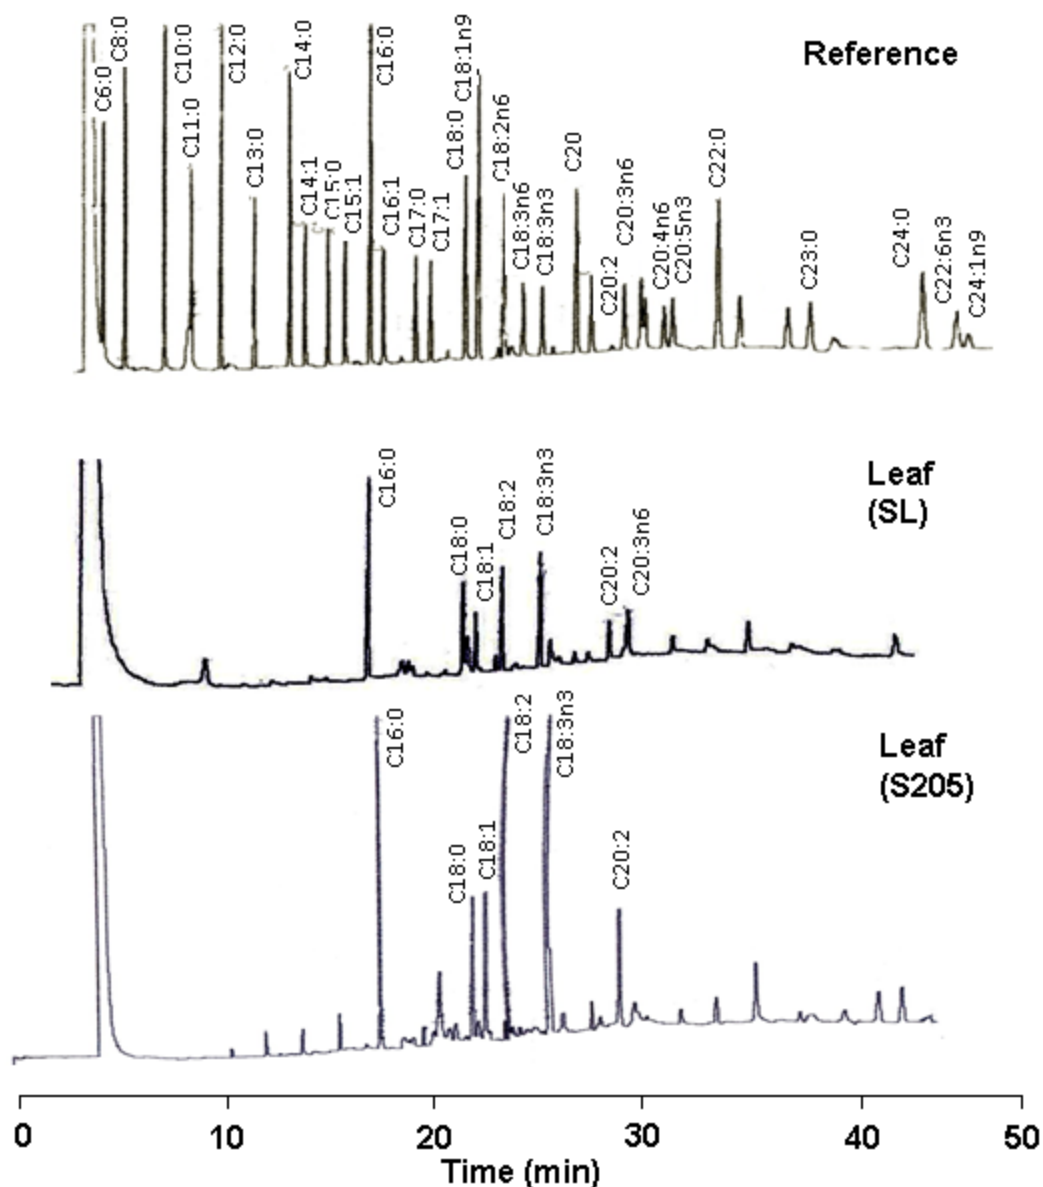 Reference
C6:0
C8:0
C10:0
C11:0
C12:0
C13:0
C14:0
C14:1
C15:0
C15:1
C16:0
C16:1
C17:0
C17:1
C18:0
C18:1n9
C18:2n6
C18:3n6
C18:3n3
C20
C20:2
C20:3n6
C20:4n6
C20:5n3
C22:0
C23:0
C24:0
C22:6n3
C24:1n9
Leaf
(SL)
C16:0
C18:0
C18:1
C18:2
C18:3n3
C20:2
C20:3n6
Leaf
(S205)
C16:0
C18:0
C18:1
C18:2
C18:3n3
C20:2
0 10 20 30 40 50
Time (min)